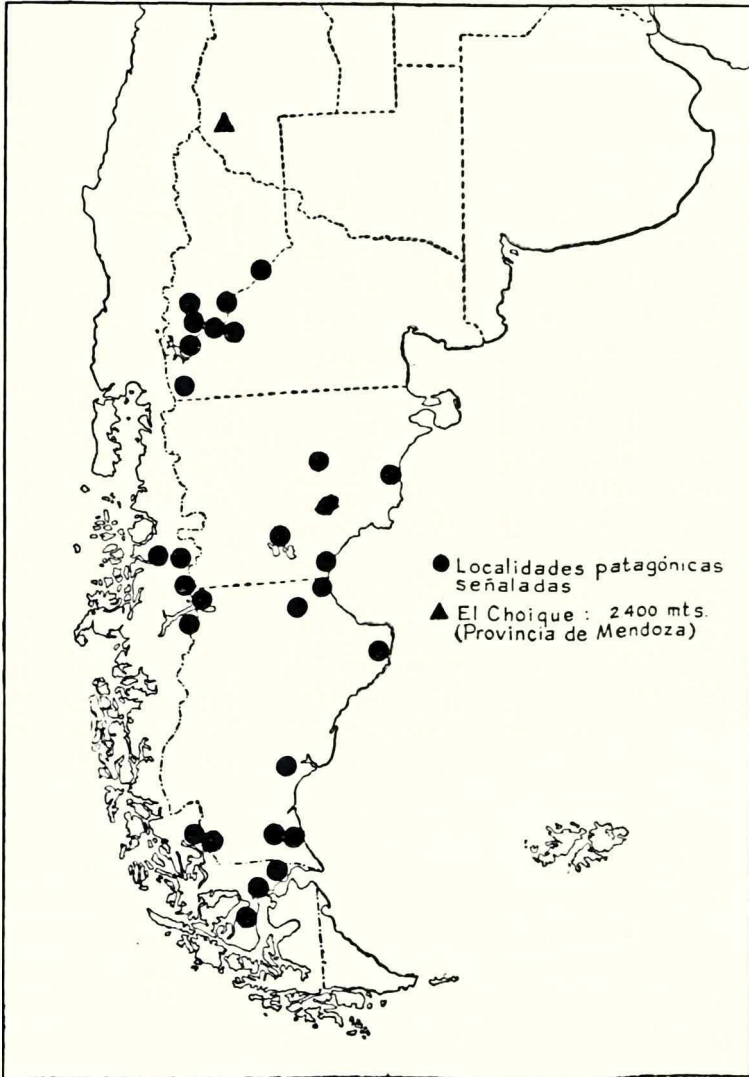 Localidades patagónicas
señaladas
El Choique : 2400 mts.
(Provincia de Mendoza)